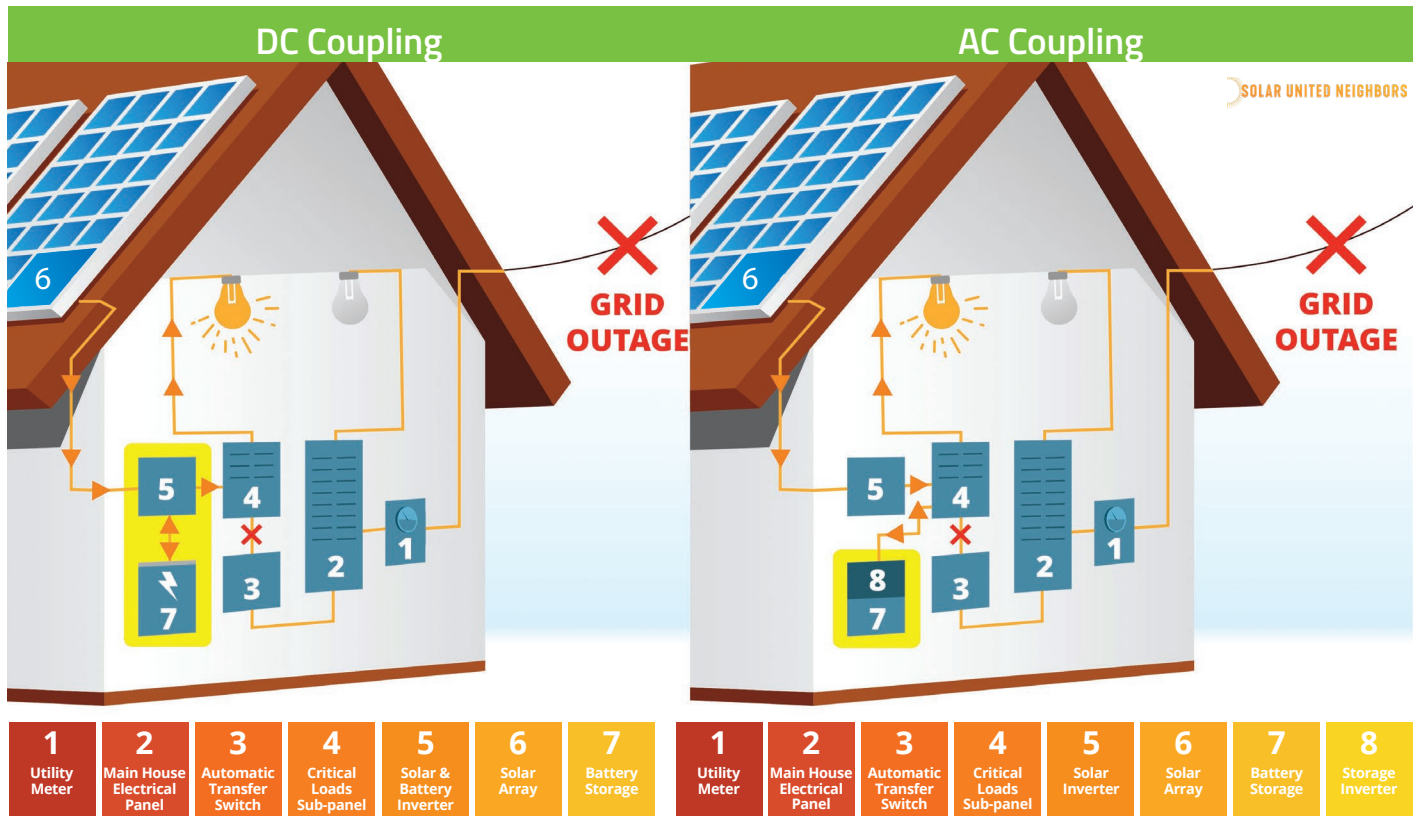 DC Coupling
AC Coupling
SOLAR UNITED NEIGHBORS
6
GRID
OUTAGE
5
4
3
2
1
7
6
GRID
OUTAGE
5
4
3
2
1
8
7
1
Utility
Meter
2
Main House
Electrical
Panel
3
Automatic
Transfer
Switch
4
Critical
Loads
Sub-panel
5
Solar &
Battery
Inverter
6
Solar
Array
7
Battery
Storage
1
Utility
Meter
2
Main House
Electrical
Panel
3
Automatic
Transfer
Switch
4
Critical
Loads
Sub-panel
5
Solar
Inverter
6
Solar
Array
7
Battery
Storage
8
Storage
Inverter